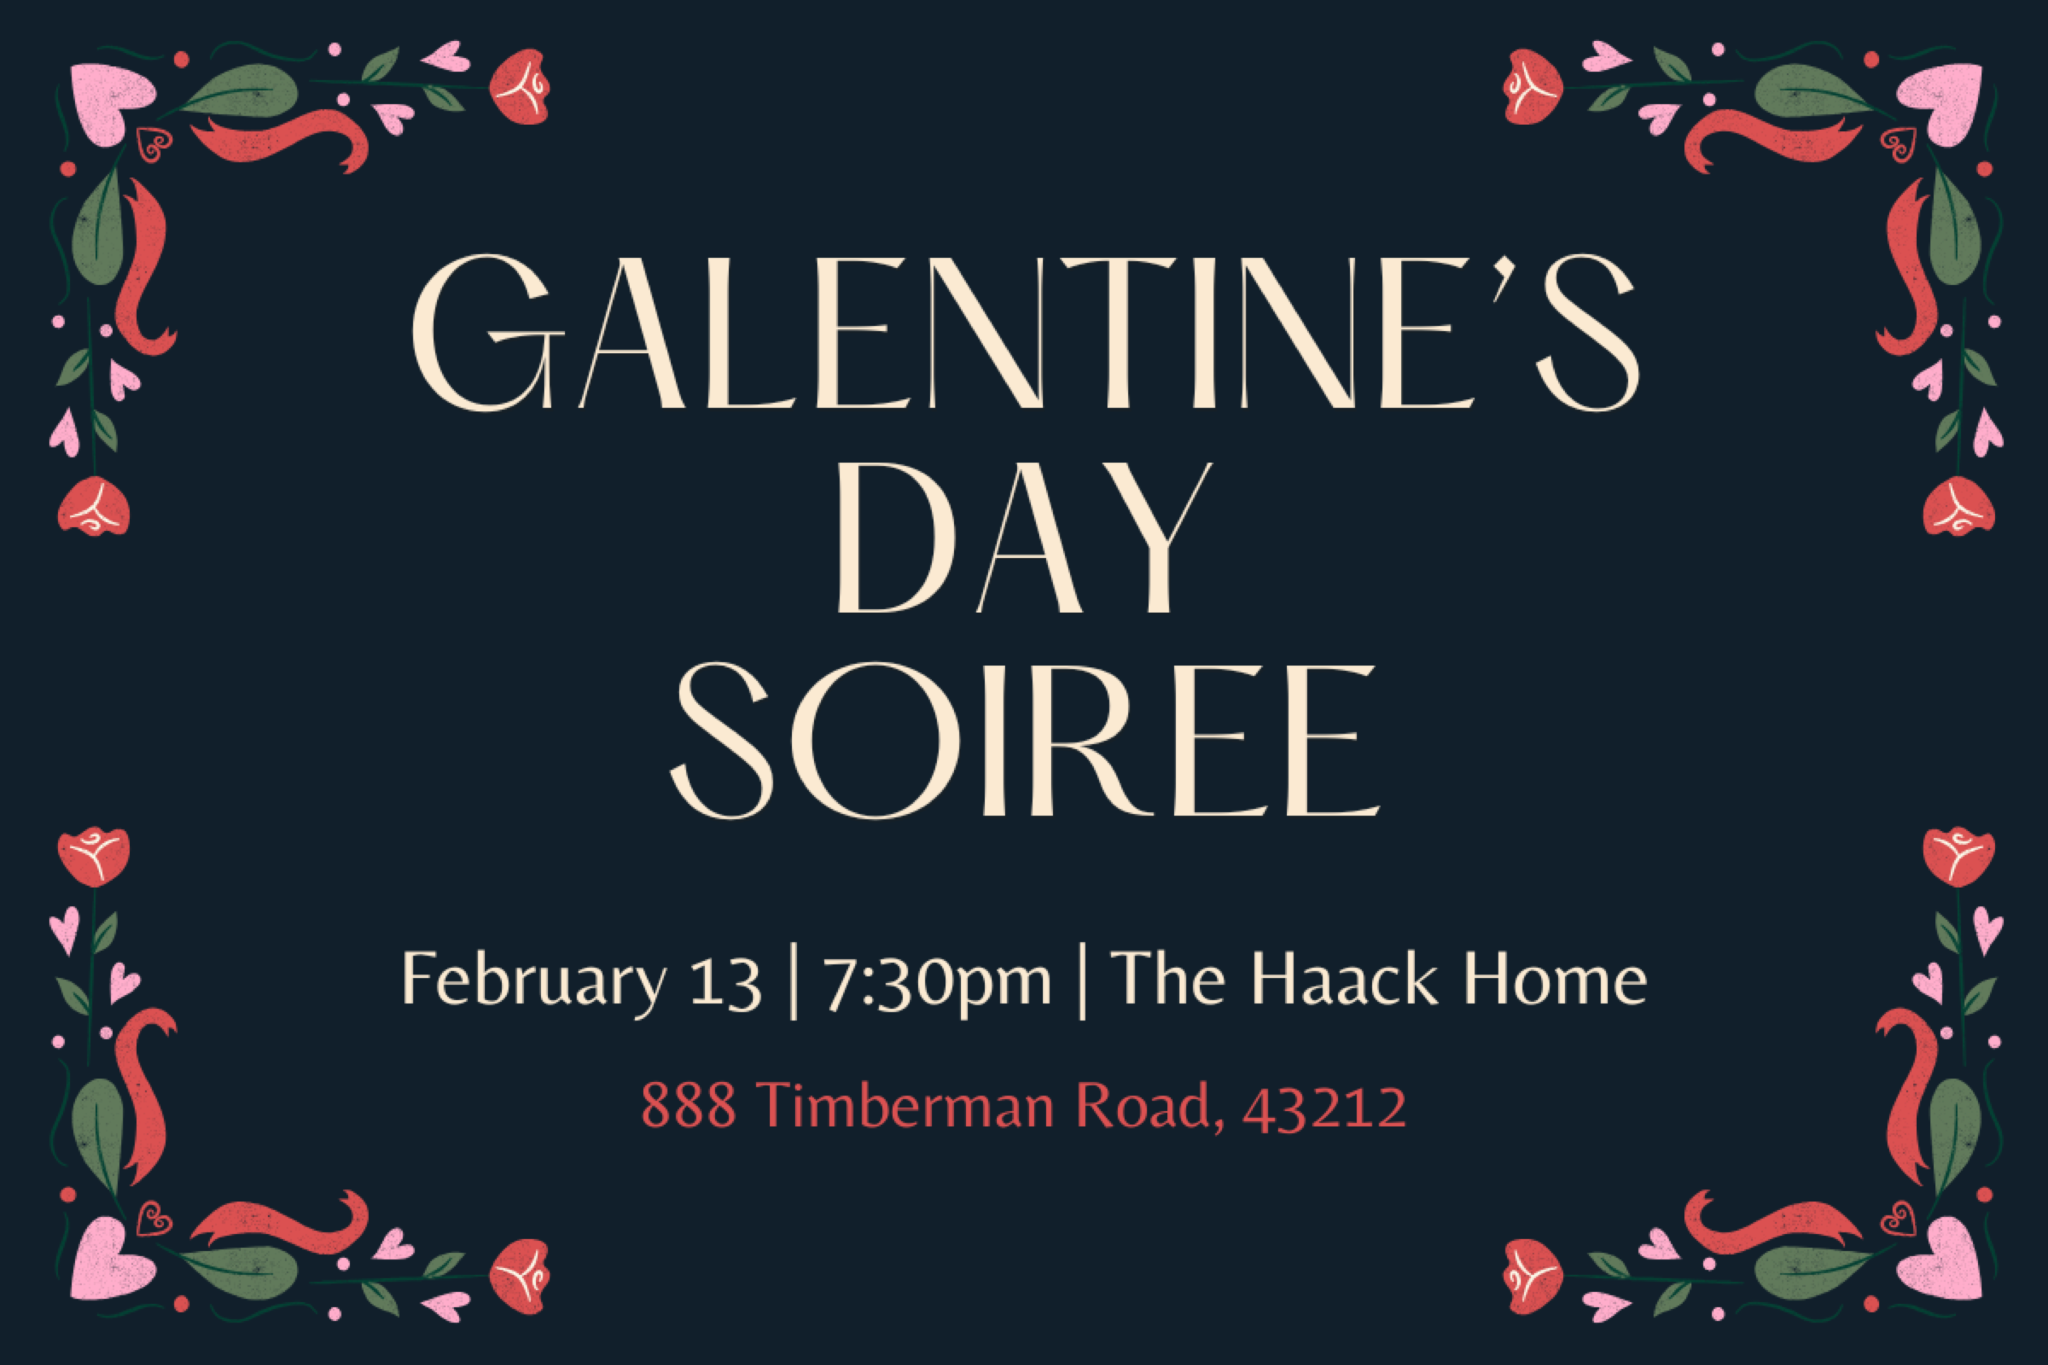 GALENTINE’S
DAY
SOIREE
February 13 | 7:30pm | The Haack Home
888 Timberman Road, 43212